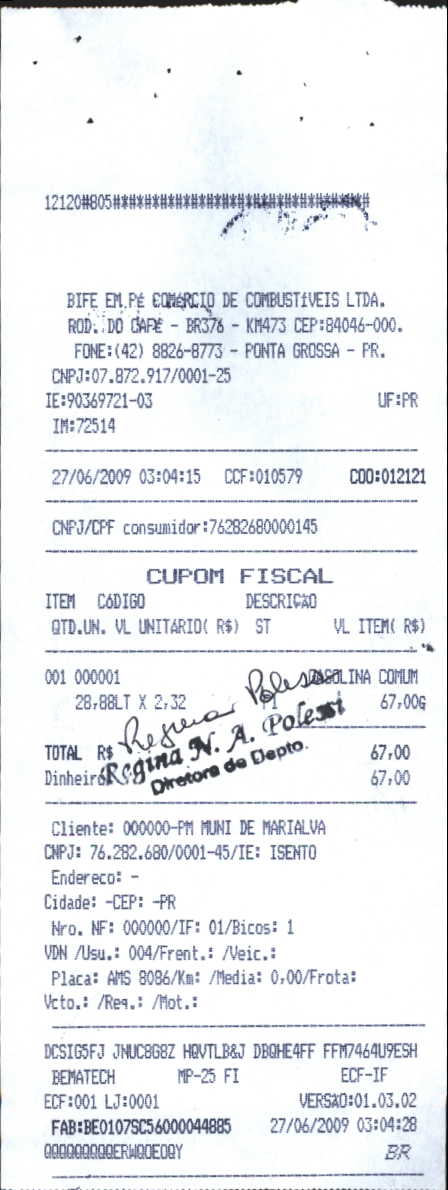 BIFE EM PÉ COMéRCIO DE COMBUSTíVEIS LTDA.
ROD. DO CAFE - BR376 - KM473 CEP:84046-000.
FONE:(42) 8826-8773 - PONTA GROSSA - PR.
CNPJ:07.872.917/0001-25
IE:90369721-03 UF:PR
IM:72514
27/06/2009 03:04:15 CCF:010579 COO:012121
CNPJ/CPF consumidor:76282680000145
CUPOM FISCAL
ITEM CóDIGO DESCRIÇãO
QTD.UN. VL UNITáRIO( R$) ST VL ITEM( R$)
001 000001 GASOLINA COMUM
28,88LT X 2,32 67,00G
Regina Polessi
Regina N. A. Polessi
Diretora de Depto.
TOTAL R$ 67,00
Dinheiro 67,00
Cliente: 000000-PM MUNI DE MARIALVA
CNPJ: 76.282.680/0001-45/IE: ISENTO
Endereco: -
Cidade: -CEP: -PR
Nro. NF: 000000/IF: 01/Bicos: 1
VDN /Usu.: 004/Frent.: /Veic.:
Placa: AMS 8086/Km: /Media: 0,00/Frota:
Vcto.: /Req.: /Mot.:
DCSIG5FJ JNUC8G8Z HQVTLB&J DBQHE4FF FFM7464U9ESH
BEMATECH MP-25 FI ECF-IF
ECF:001 LJ:0001 VERSãO:01.03.02
FAB:BE0107SC56000044885 27/06/2009 03:04:28
QQQQQQQQQERWQOEOQY BR